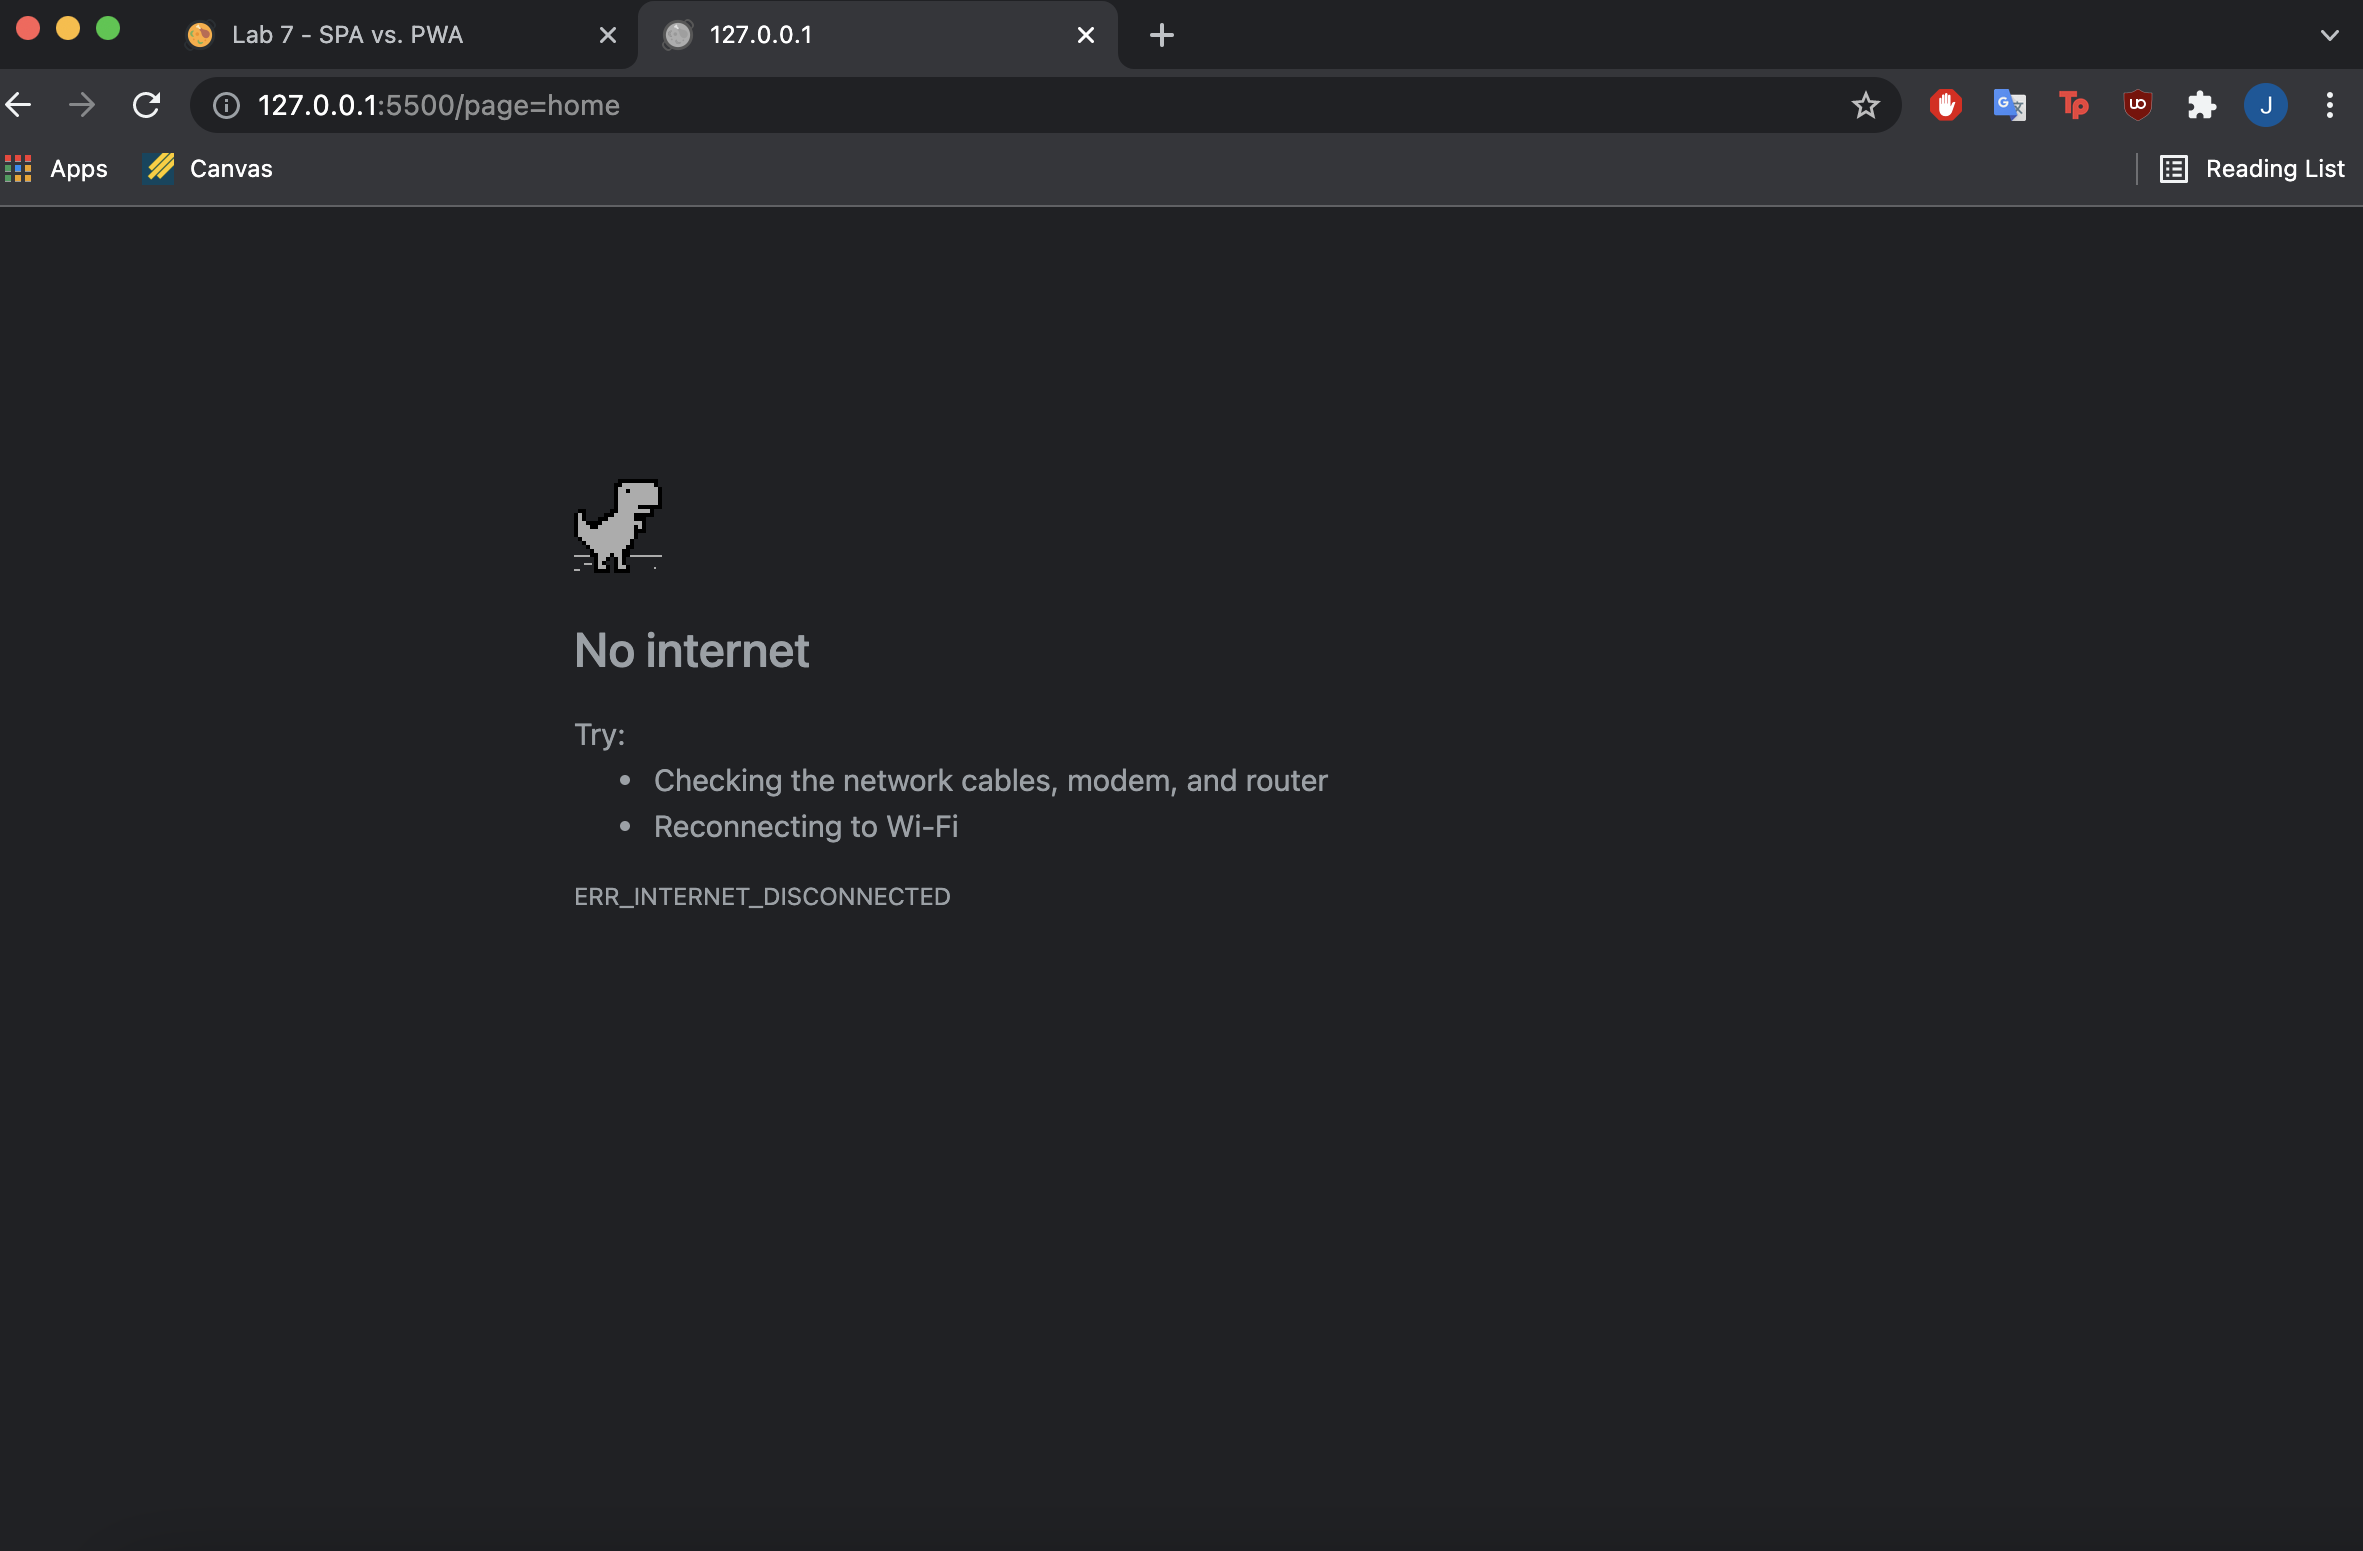 Lab 7 - SPA vs. PWA
127.0.0.1
127.0.0.1:5500/page=home
Tp
J
Apps
Canvas
Reading List
No internet
Try:
• Checking the network cables, modem, and router
• Reconnecting to Wi-Fi
ERR_INTERNET_DISCONNECTED